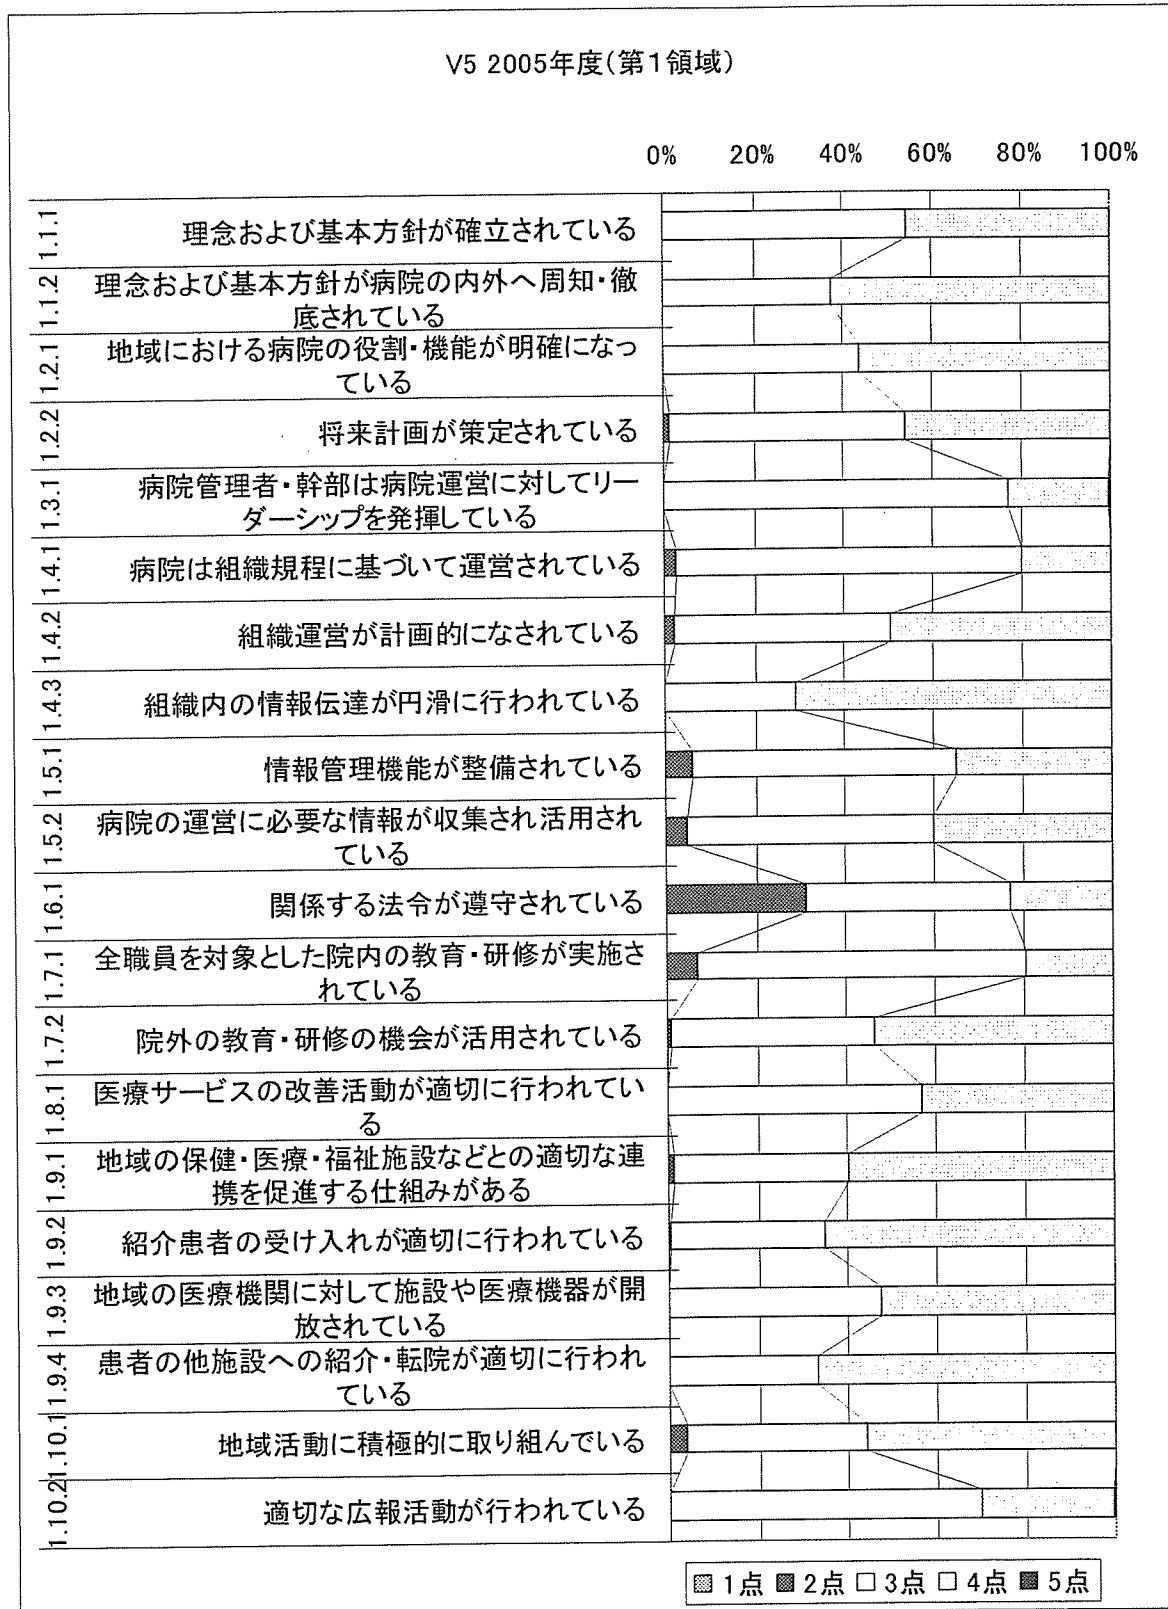 V5 2005年度(第1領域)
0% 20% 40% 60% 80% 100%
1.1.1 理念および基本方針が確立されている
1.1.2 理念および基本方針が病院の内外へ周知・徹
底されている
1.2.1 地域における病院の役割・機能が明確になっ
ている
1.2.2 将来計画が策定されている
1.3.1 病院管理者・幹部は病院運営に対してリー
ダーシップを発揮している
1.4.1 病院は組織規程に基づいて運営されている
1.4.2 組織運営が計画的になされている
1.4.3 組織内の情報伝達が円滑に行われている
1.5.1 情報管理機能が整備されている
1.5.2 病院の運営に必要な情報が収集され活用され
ている
1.6.1 関係する法令が遵守されている
1.7.1 全職員を対象とした院内の教育・研修が実施さ
れている
1.7.2 院外の教育・研修の機会が活用されている
1.8.1 医療サービスの改善活動が適切に行われてい
る
1.9.1 地域の保健・医療・福祉施設などとの適切な連
携を促進する仕組みがある
1.9.2 紹介患者の受け入れが適切に行われている
1.9.3 地域の医療機関に対して施設や医療機器が開
放されている
1.9.4 患者の他施設への紹介・転院が適切に行われ
ている
1.10.1 地域活動に積極的に取り組んでいる
1.10.2 適切な広報活動が行われている
1点 2点 3点 4点 5点